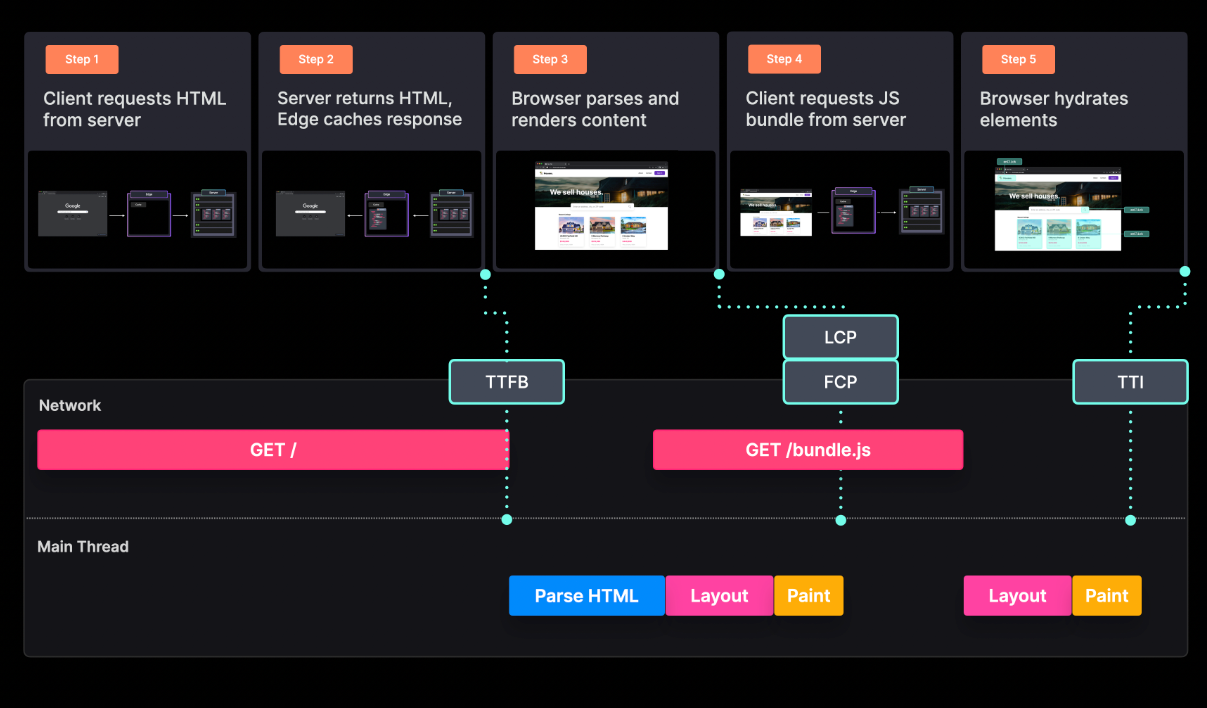 Step 1
Client requests HTML
from server
Step 2
Server returns HTML,
Edge caches response
Step 3
Browser parses and
renders content
Step 4
Client requests JS
bundle from server
Step 5
Browser hydrates
elements
Google
Edge
Server
Google
Edge
Server
We sell houses.
We sell houses.
Edge
Server
We sell houses.
LCP
TTFB
FCP
TTI
Network
GET /
GET /bundle.js
Main Thread
Parse HTML
Layout
Paint
Layout
Paint